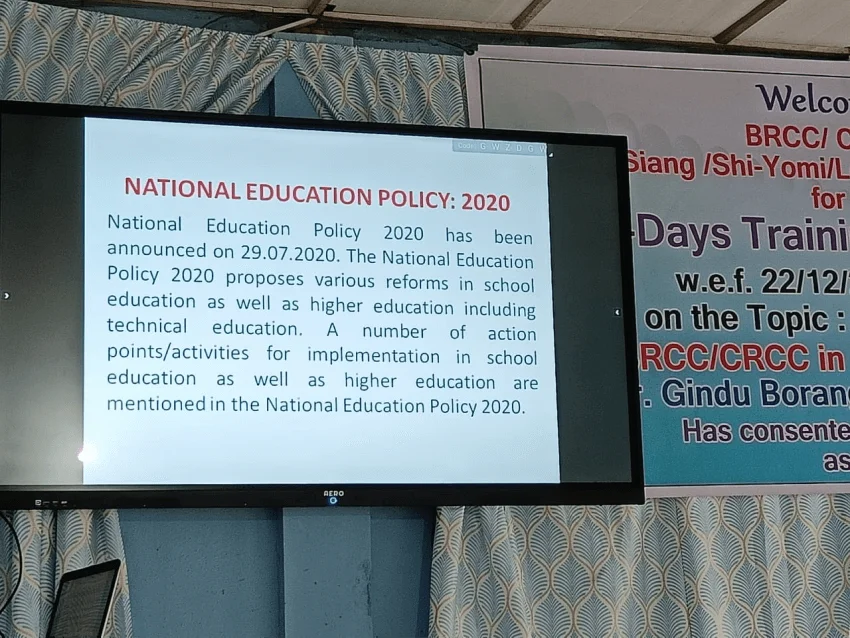 Code: G W Z D G W
NATIONAL EDUCATION POLICY: 2020
National Education Policy 2020 has been
announced on 29.07.2020. The National Education
Policy 2020 proposes various reforms in school
education as well as higher education including
technical education. A number of action
points/activities for implementation in school
education as well as higher education are
mentioned in the National Education Policy 2020.
AERO
Welco
BRCC/ C
Siang /Shi-Yomi/L
for
-Days Traini
w.e.f. 22/12/
on the Topic :
RCC/CRCC in
. Gindu Boran
Has consente
as